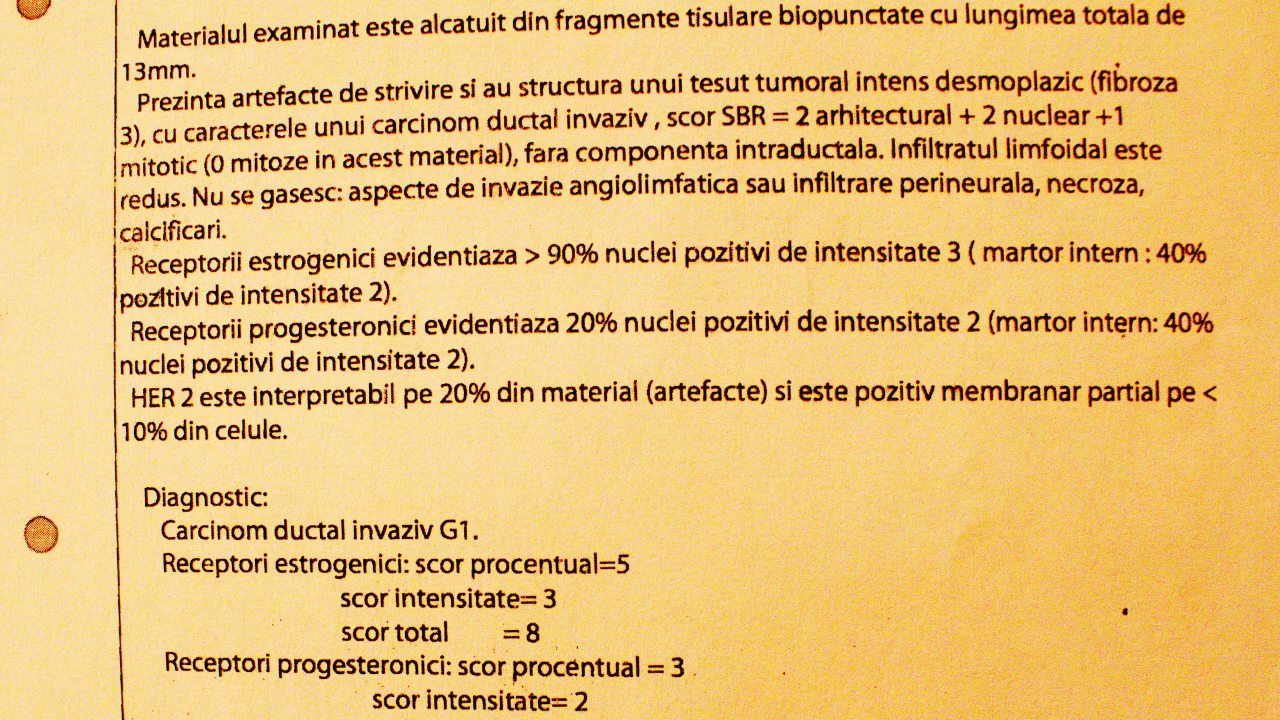 Materialul examinat este alcatuit din fragmente tisulare biopunctate cu lungimea totala de
13mm.
Prezinta artefacte de strivire si au structura unui tesut tumoral intens desmoplazic (fibroza
3), cu caracterele unui carcinom ductal invaziv , scor SBR = 2 arhitectural + 2 nuclear +1
mitotic (0 mitoze in acest material), fara componenta intraductala. Infiltratul limfoidal este
redus. Nu se gasesc: aspecte de invazie angiolimfatica sau infiltrare perineurala, necroza,
calcificari.
Receptorii estrogenici evidentiaza > 90% nuclei pozitivi de intensitate 3 ( martor intern : 40%
pozitivi de intensitate 2).
Receptorii progesteronici evidentiaza 20% nuclei pozitivi de intensitate 2 (martor intern: 40%
nuclei pozitivi de intensitate 2).
HER 2 este interpretabil pe 20% din material (artefacte) si este pozitiv membranar partial pe <
10% din celule.
Diagnostic:
Carcinom ductal invaziv G1.
Receptori estrogenici: scor procentual=5
scor intensitate= 3
scor total = 8
Receptori progesteronici: scor procentual = 3
scor intensitate= 2